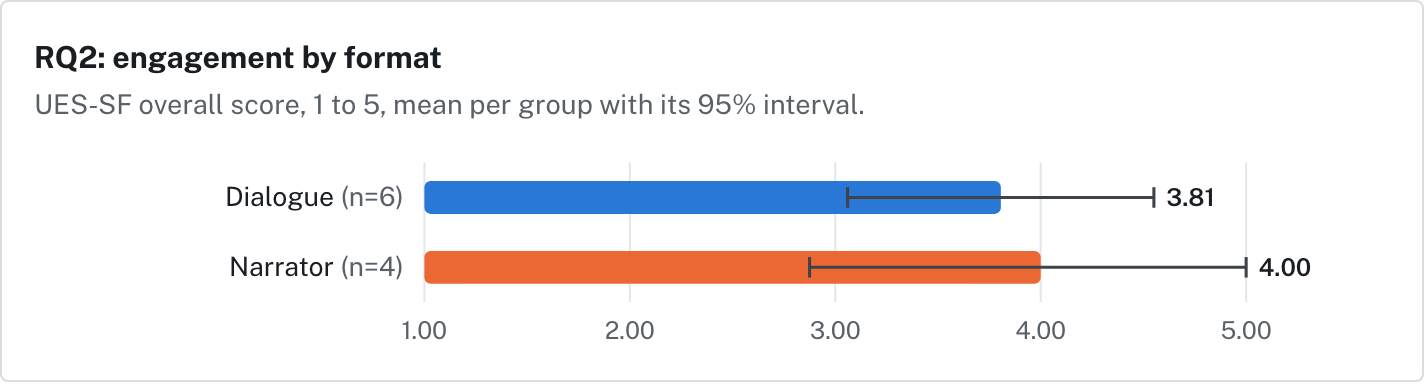 RQ2: engagement by format
UES-SF overall score, 1 to 5, mean per group with its 95% interval.
Dialogue (n=6) 3.81
Narrator (n=4) 4.00
1.00 2.00 3.00 4.00 5.00